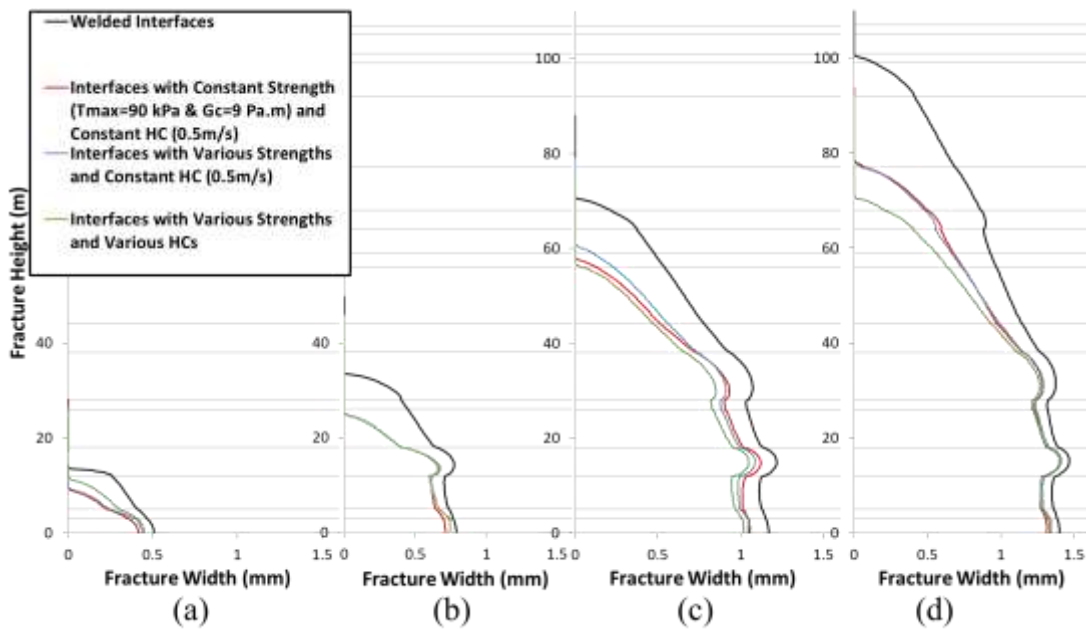 Welded Interfaces
Interfaces with Constant Strength
(Tmax=90 kPa & Gc=9 Pa.m) and
Constant HC (0.5m/s)
Interfaces with Various Strengths
and Constant HC (0.5m/s)
Interfaces with Various Strengths
and Various HCs
Fracture Height (m)
40
20
0
0 0.5 1 1.5
Fracture Width (mm)
(a)
40
20
0
0 0.5 1 1.5
Fracture Width (mm)
(b)
100
80
60
40
20
0
0 0.5 1 1.5
Fracture Width (mm)
(c)
100
80
60
40
20
0
0 0.5 1 1.5
Fracture Width (mm)
(d)